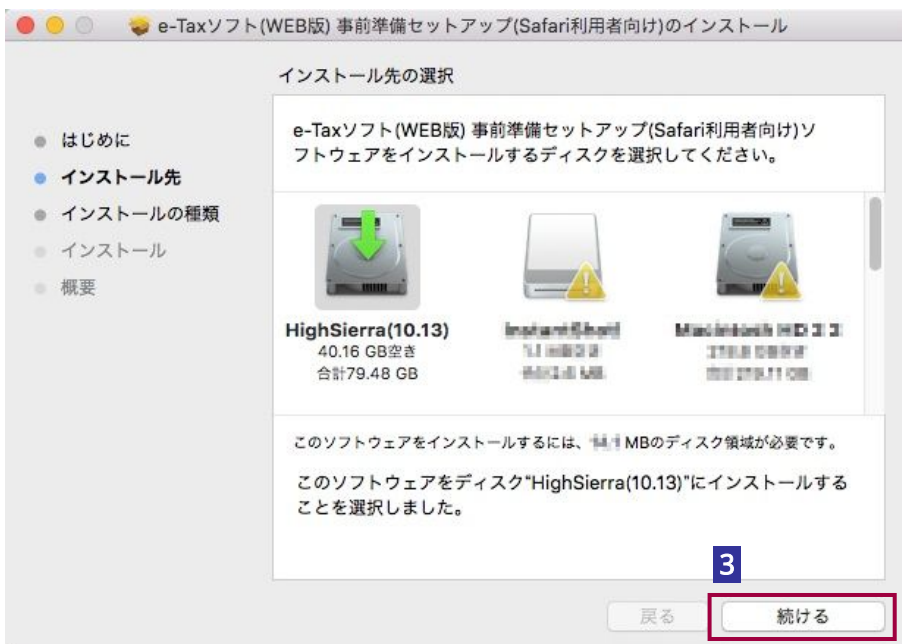 e-Taxソフト(WEB版) 事前準備セットアップ(Safari利用者向け)のインストール
インストール先の選択
はじめに
インストール先
インストールの種類
インストール
概要
e-Taxソフト(WEB版) 事前準備セットアップ(Safari利用者向け)ソ
フトウェアをインストールするディスクを選択してください。
HighSierra(10.13)
40.16 GB空き
合計79.48 GB
このソフトウェアをインストールするには、 MBのディスク領域が必要です。
このソフトウェアをディスク"HighSierra(10.13)"にインストールする
ことを選択しました。
3
戻る
続ける